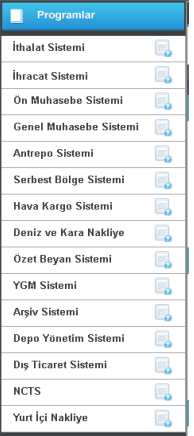 Programlar
İthalat Sistemi
İhracat Sistemi
Ön Muhasebe Sistemi
Genel Muhasebe Sistemi
Antrepo Sistemi
Serbest Bölge Sistemi
Hava Kargo Sistemi
Deniz ve Kara Nakliye
Özet Beyan Sistemi
YGM Sistemi
Arşiv Sistemi
Depo Yönetim Sistemi
Dış Ticaret Sistemi
NCTS
Yurt İçi Nakliye